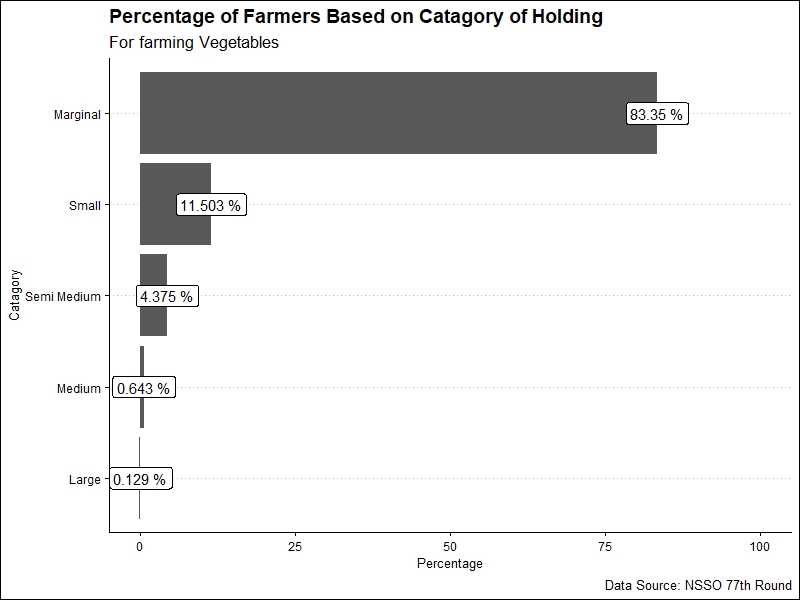 Percentage of Farmers Based on Catagory of Holding
For farming Vegetables
Marginal
83.35 %
Small
11.503 %
Semi Medium
4.375 %
Medium
0.643 %
Large
0.129 %
Catagory
0 25 50 75 100
Percentage
Data Source: NSSO 77th Round